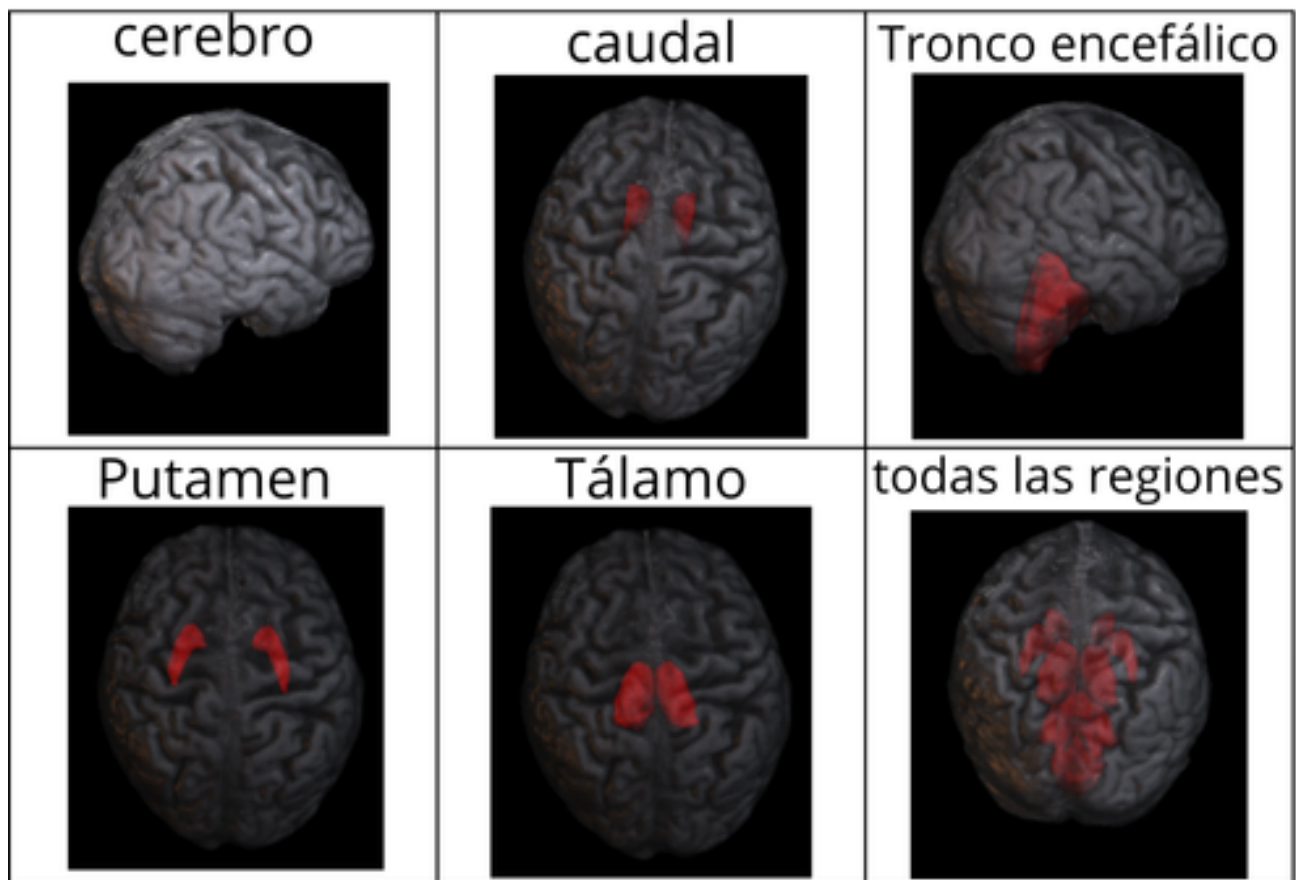 cerebro
caudal
Tronco encefálico
Putamen
Tálamo
todas las regiones